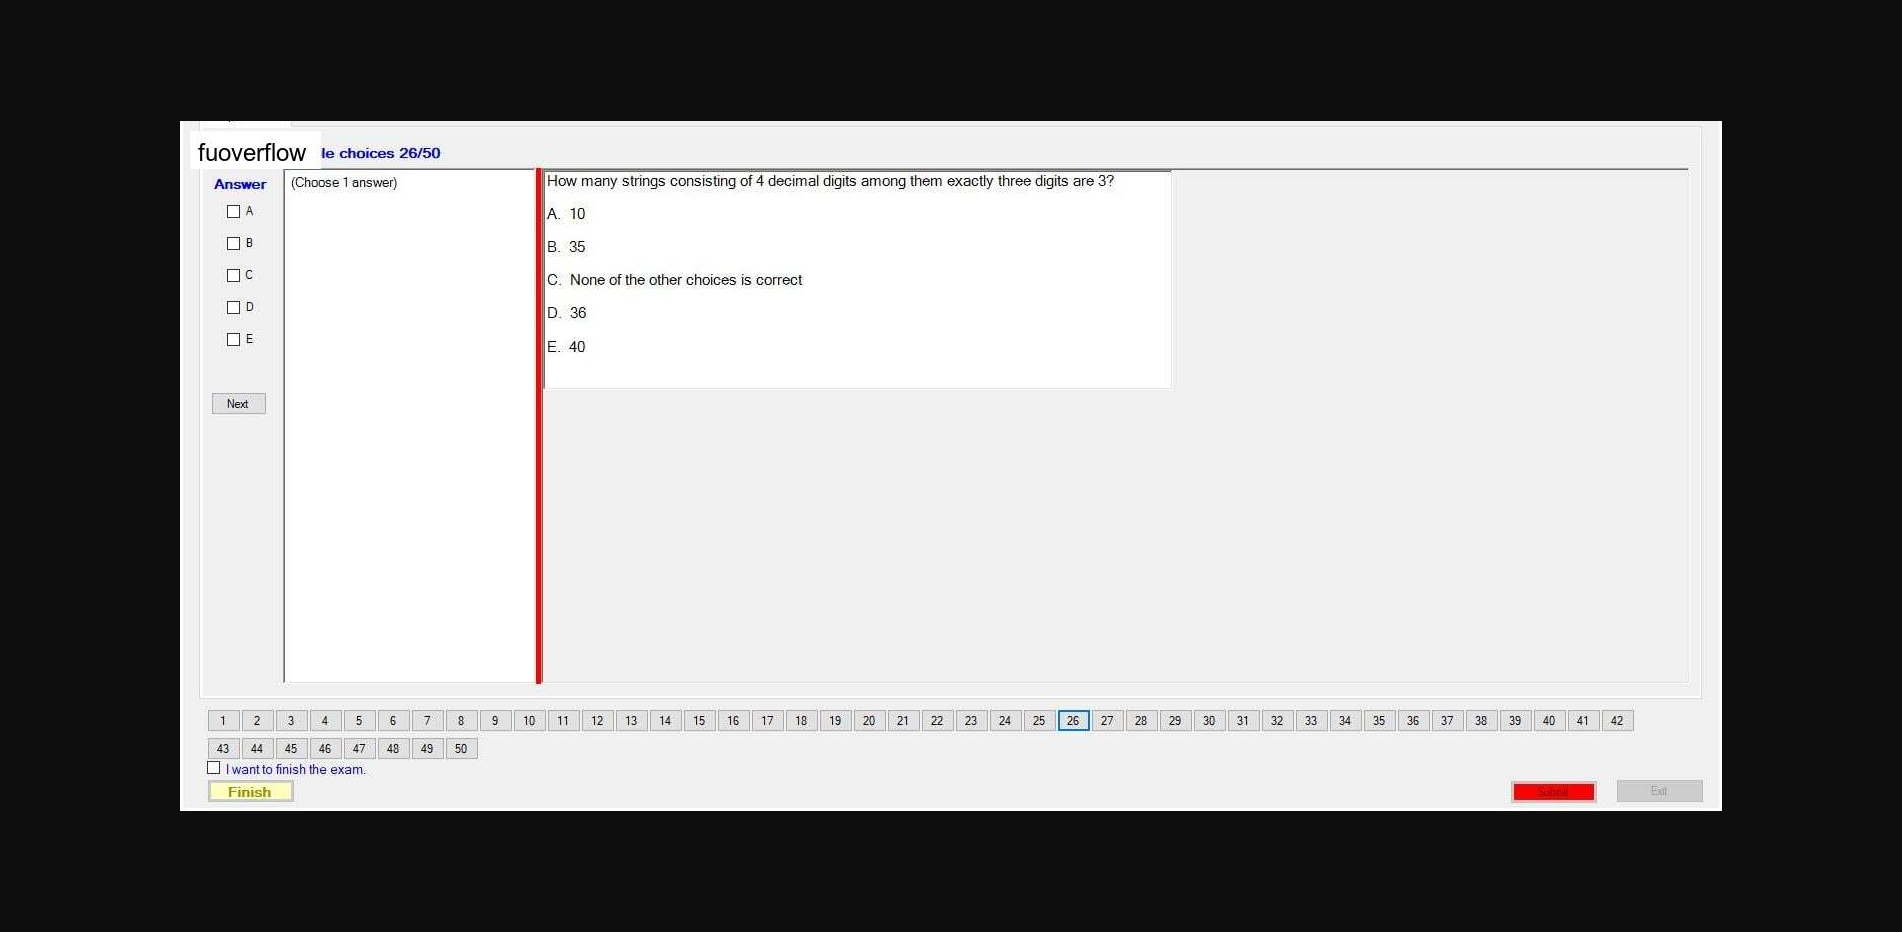 fuoverflow le choices 26/50
Answer
(Choose 1 answer)
A
B
C
D
E
Next
How many strings consisting of 4 decimal digits among them exactly three digits are 3?
A. 10
B. 35
C. None of the other choices is correct
D. 36
E. 40
1 2 3 4 5 6 7 8 9 10 11 12 13 14 15 16 17 18 19 20 21 22 23 24 25 26 27 28 29 30 31 32 33 34 35 36 37 38 39 40 41 42
43 44 45 46 47 48 49 50
I want to finish the exam.
Finish
Submit
Exit